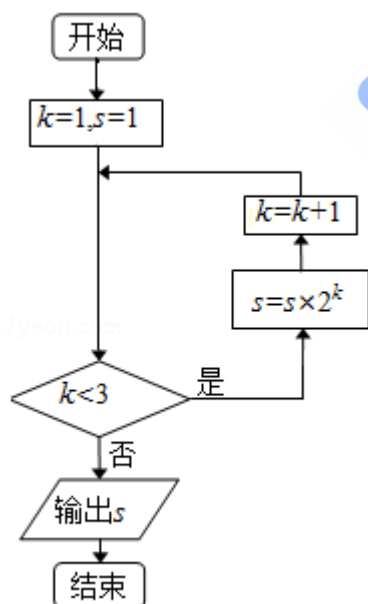 开始
k=1,s=1
k=k+1
s=s×2^k
k<3
是
否
输出s
结束